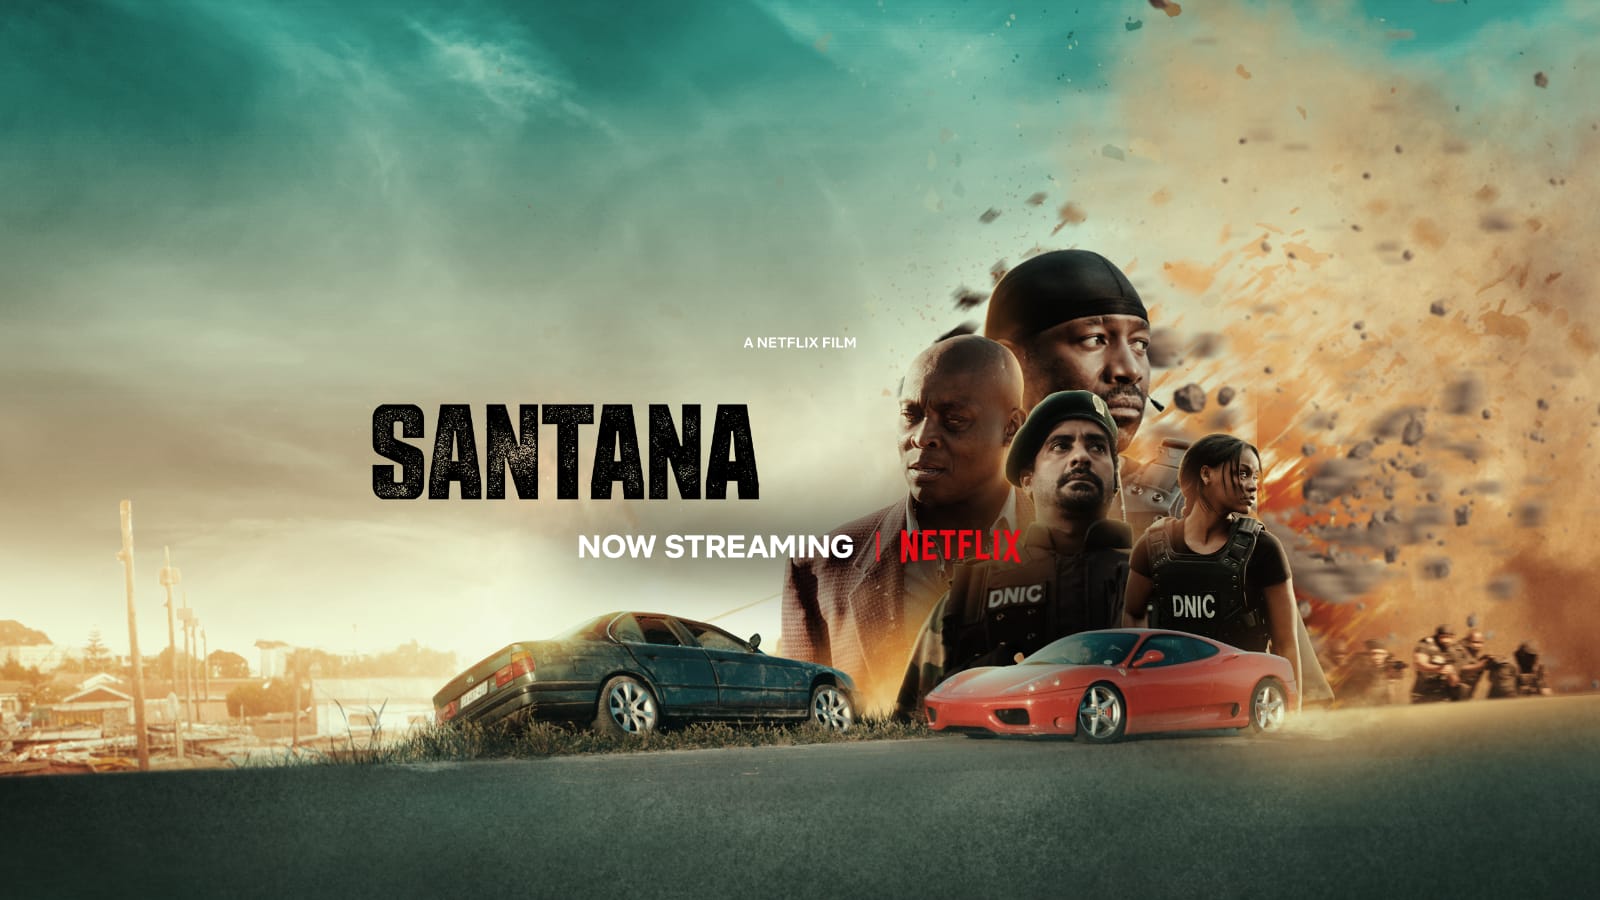 A NETFLIX FILM
SANTANA
NOW STREAMING | NETFLIX
DNIC
DNIC